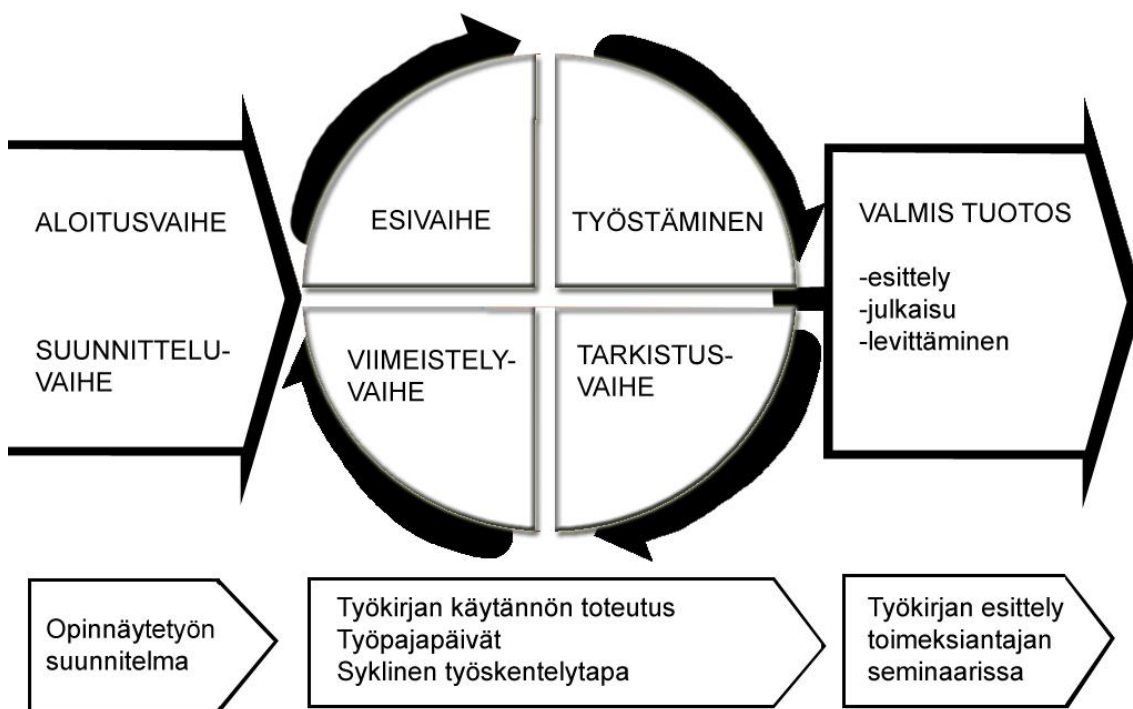 ALOITUSVAIHE
SUUNNITTELU-
VAIHE
ESIVAIHE
TYÖSTÄMINEN
VIIMEISTELY-
VAIHE
TARKISTUS-
VAIHE
VALMIS TUOTOS
-esittely
-julkaisu
-levittäminen
Opinnäytetyön
suunnitelma
Työkirjan käytännön toteutus
Työpajapäivät
Syklinen työskentelytapa
Työkirjan esittely
toimeksiantajan
seminaarissa